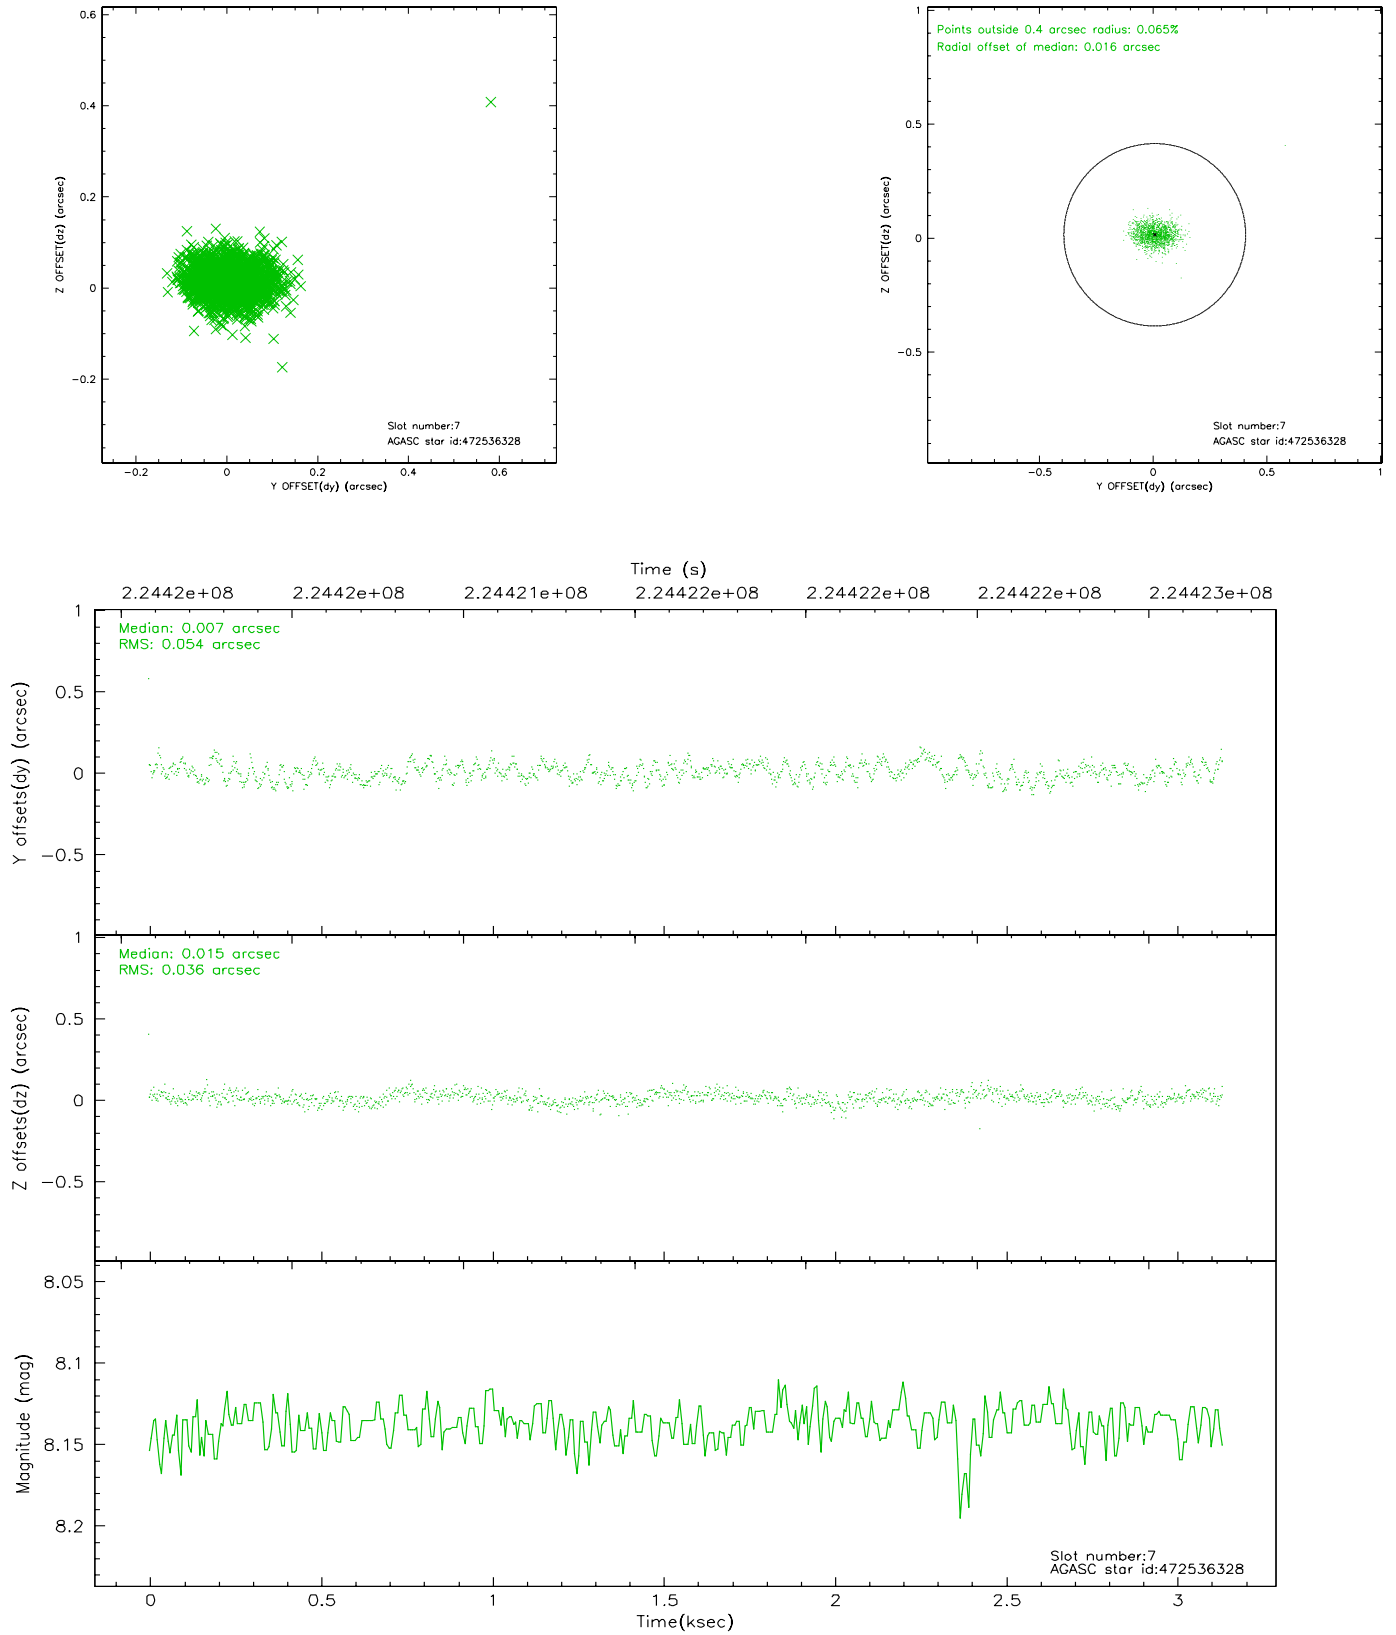 0.6
0.4
0.2
0
−0.2
Z OFFSET(dz) (arcsec)
Slot number:7
AGASC star id:472536328
−0.2 0 0.2 0.4 0.6
Y OFFSET(dy) (arcsec)
1
0.5
0
−0.5
Z OFFSET(dz) (arcsec)
Points outside 0.4 arcsec radius: 0.065%
Radial offset of median: 0.016 arcsec
Slot number:7
AGASC star id:472536328
−0.5 0 0.5 1
Y OFFSET(dy) (arcsec)
Time (s)
2.2442e+08 2.2442e+08 2.24421e+08 2.24422e+08 2.24422e+08 2.24422e+08 2.24423e+08
1
0.5
0
−0.5
Y offsets(dy) (arcsec)
Median: 0.007 arcsec
RMS: 0.054 arcsec
1
0.5
0
−0.5
Z offsets(dz) (arcsec)
Median: 0.015 arcsec
RMS: 0.036 arcsec
8.05
8.1
8.15
8.2
Magnitude (mag)
Slot number:7
AGASC star id:472536328
0 0.5 1 1.5 2 2.5 3
Time(ksec)